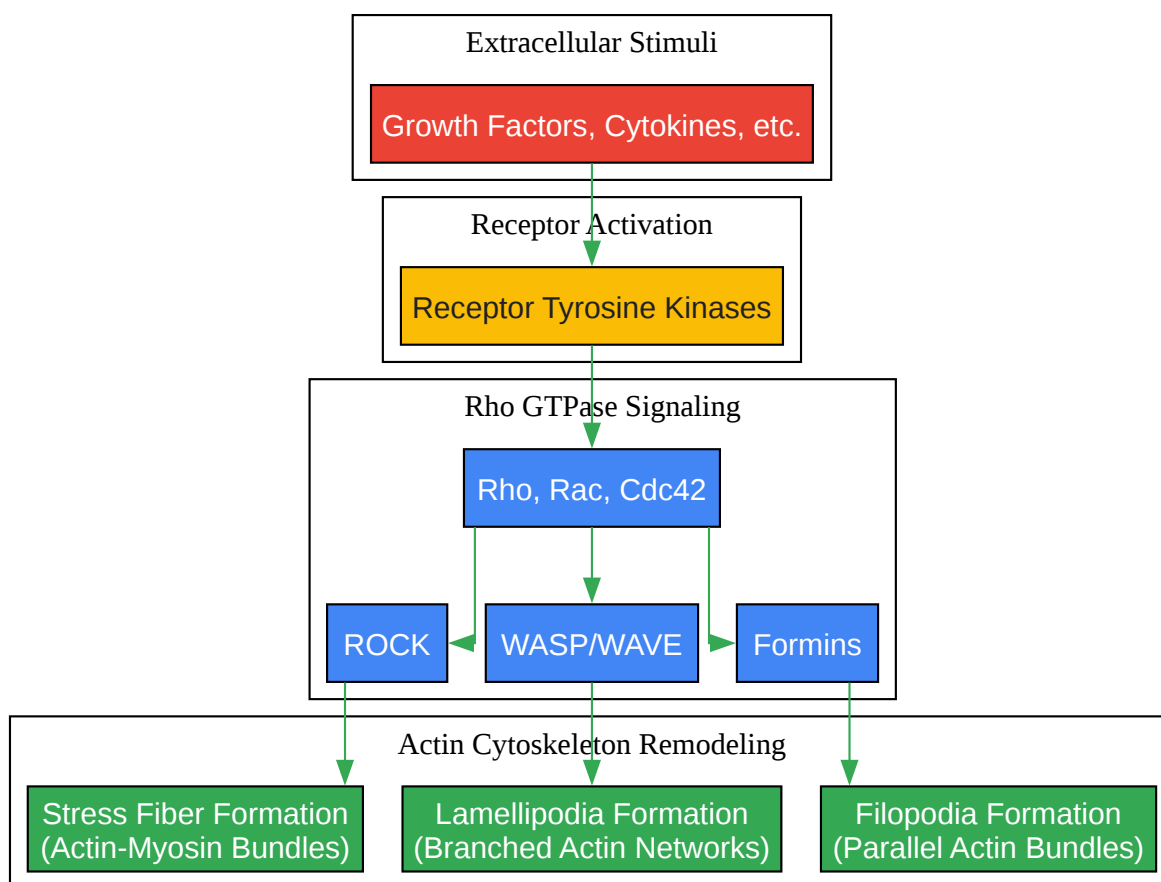 Extracellular Stimuli
Growth Factors, Cytokines, etc.
Receptor Activation
Receptor Tyrosine Kinases
Rho GTPase Signaling
Rho, Rac, Cdc42
ROCK
WASP/WAVE
Formins
Actin Cytoskeleton Remodeling
Stress Fiber Formation
(Actin-Myosin Bundles)
Lamellipodia Formation
(Branched Actin Networks)
Filopodia Formation
(Parallel Actin Bundles)